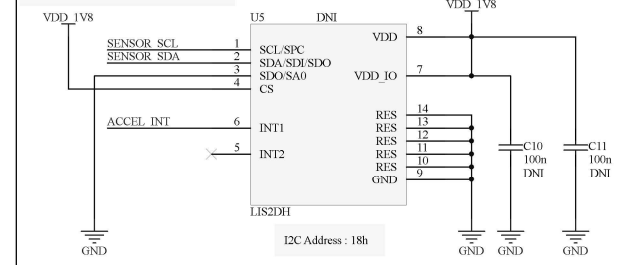 VDD_1V8
VDD_1V8
U5 DNI
VDD 8
SENSOR_SCL 1 SCL/SPC
SENSOR_SDA 2 SDA/SDI/SDO
3 SDO/SA0
4 CS
VDD_IO 7
ACCEL_INT 6 INT1
5 INT2
RES 14
RES 13
RES 12
RES 11
RES 10
GND 9
C10
100n
DNI
C11
100n
DNI
LIS2DH
I2C Address : 18h
GND
GND
GND
GND